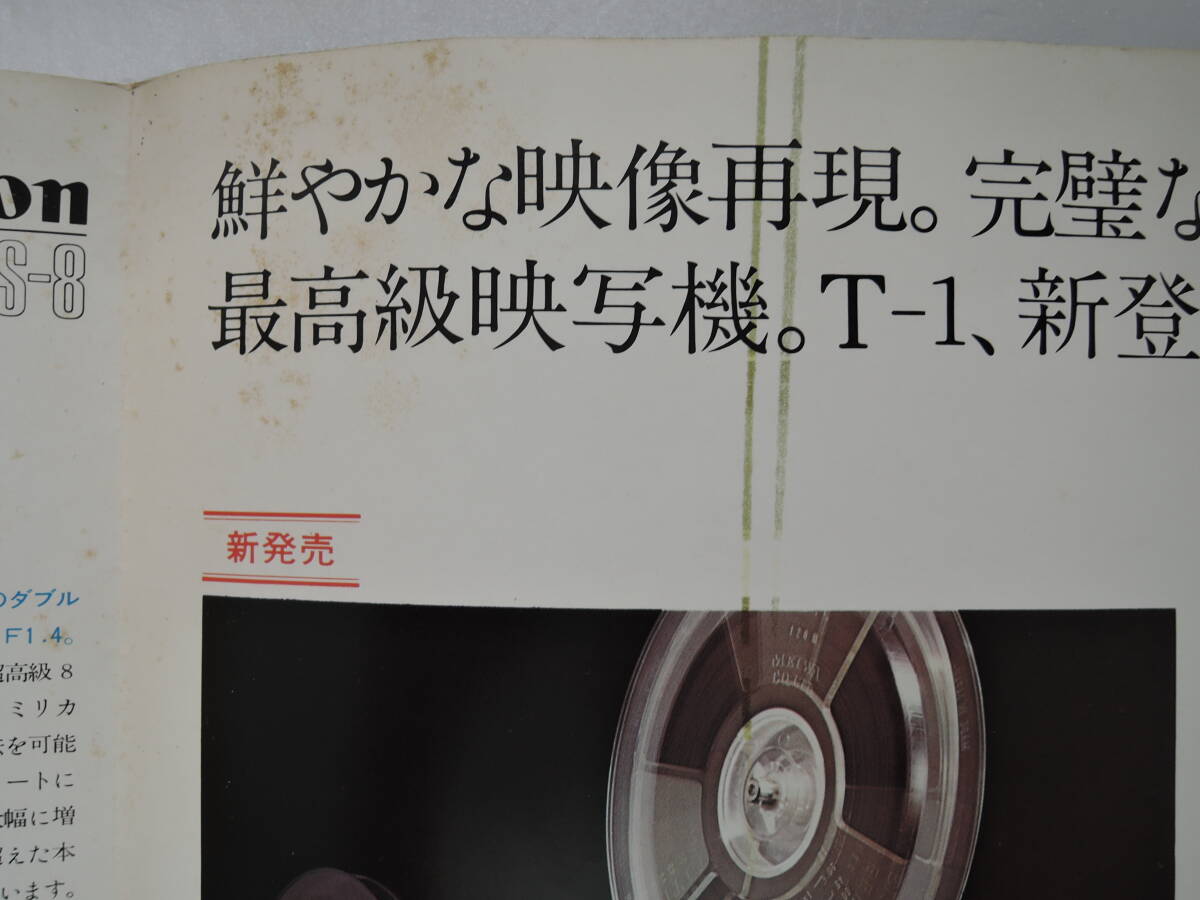 on
S-8
のダブル
F1.4。
超高級8
ミリカ
を可能
ートに
幅に増
超えた本
います。
鮮やかな映像再現。完璧な
最高級映写機。T-1、新登
新発売